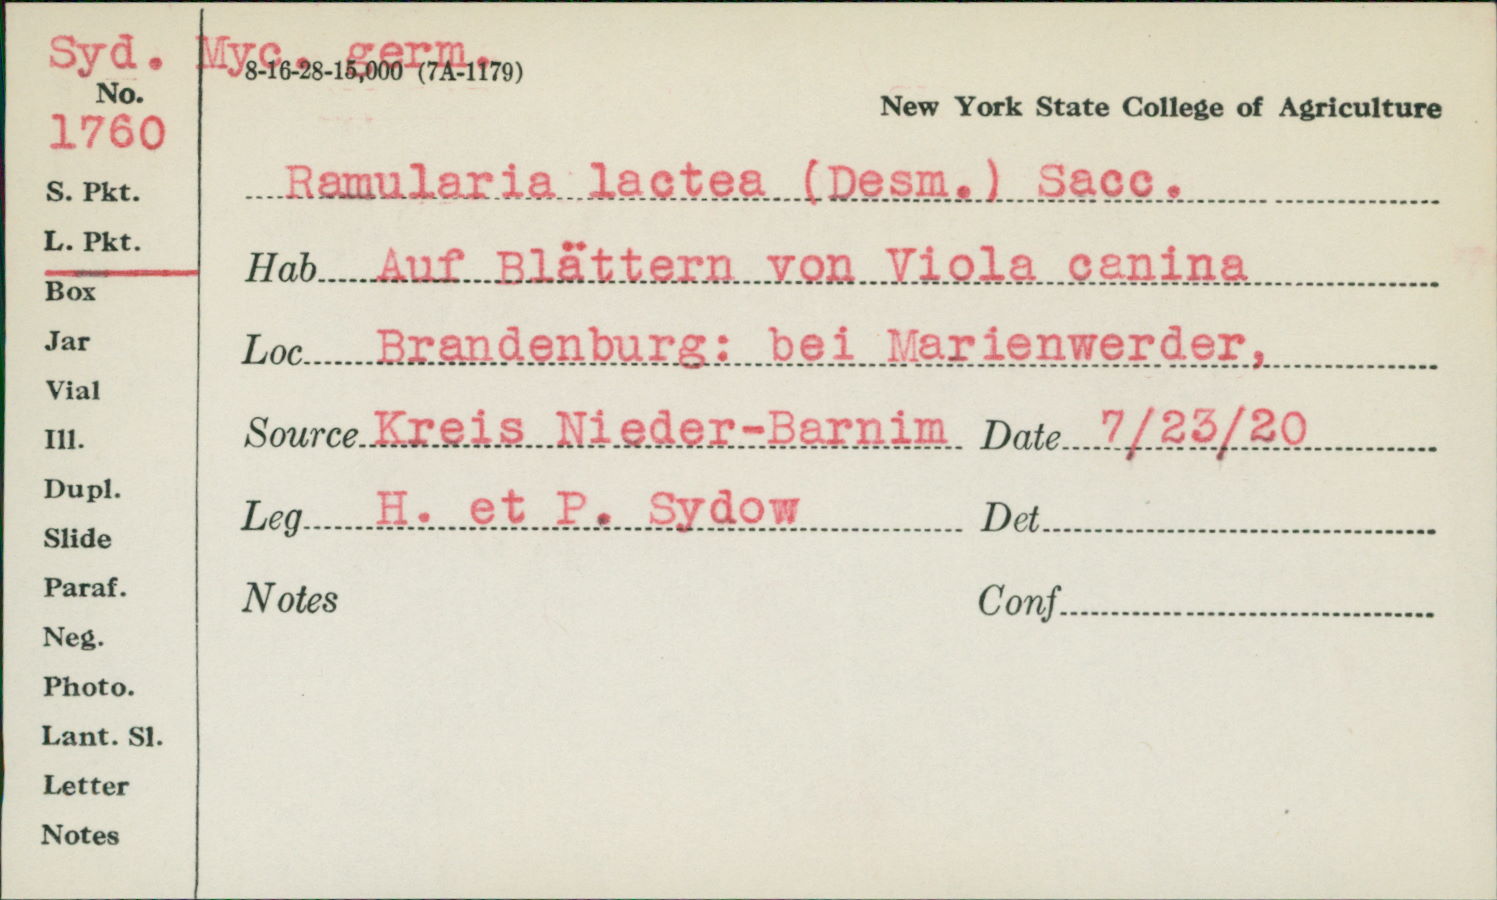 Syd. Myc. germ.
8-16-28-15,000 (7A-1179)
No.
1760
New York State College of Agriculture
S. Pkt.
L. Pkt.
Box
Jar
Vial
Ill.
Dupl.
Slide
Paraf.
Neg.
Photo.
Lant. Sl.
Letter
Notes
Ramularia lactea (Desm.) Sacc.
Hab. Auf Blättern von Viola canina
Loc. Brandenburg: bei Marienwerder,
Source Kreis Nieder-Barnim Date 7/23/20
Leg. H. et P. Sydow Det.
Notes Conf.